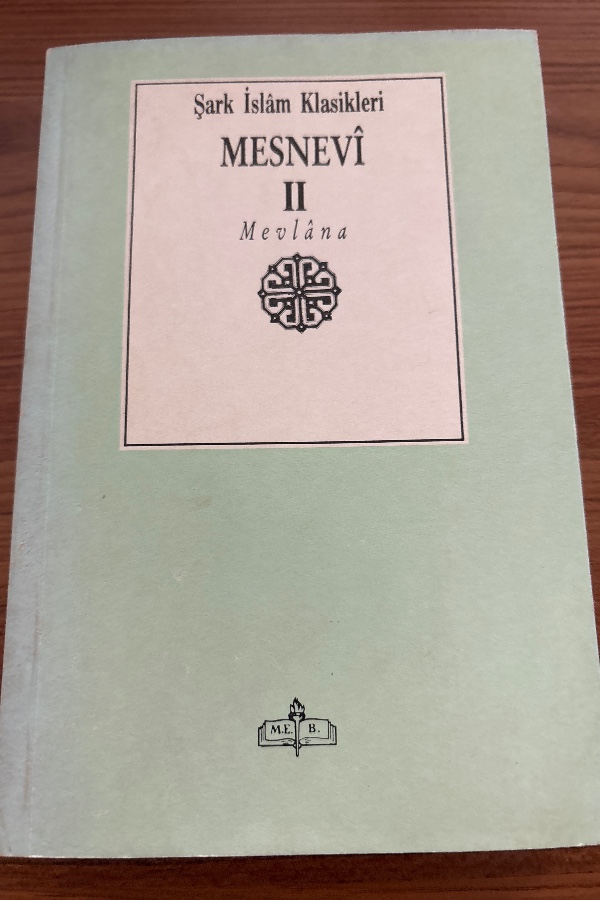 Şark İslâm Klasikleri
MESNEVÎ
II
Mevlâna
M.E. B.